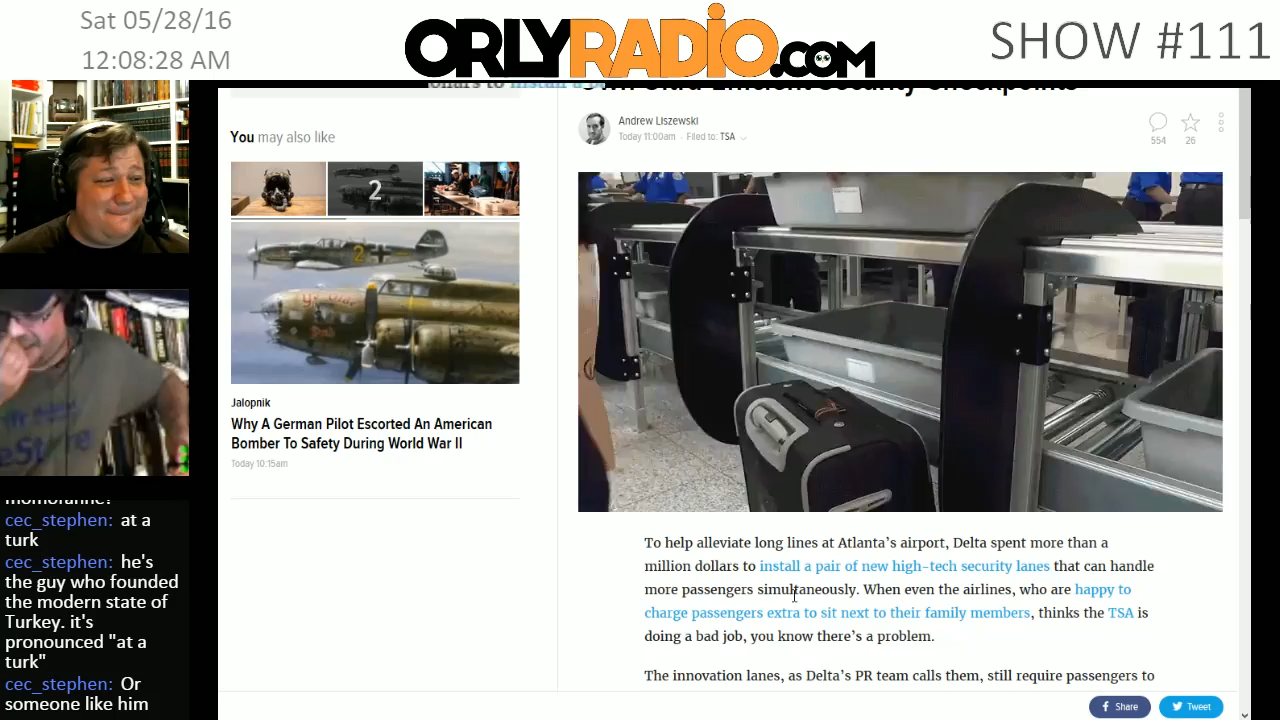 Sat 05/28/16
12:08:28 AM
ORLYRADIO.COM
SHOW #111
You may also like
2
Jalopnik
Why A German Pilot Escorted An American
Bomber To Safety During World War II
Today 10:15am
Own Ultra-Efficient Security Checkpoints
Andrew Liszewski
Today 11:00am · Filed to: TSA
554
26
To help alleviate long lines at Atlanta's airport, Delta spent more than a
million dollars to install a pair of new high-tech security lanes that can handle
more passengers simultaneously. When even the airlines, who are happy to
charge passengers extra to sit next to their family members, thinks the TSA is
doing a bad job, you know there's a problem.
The innovation lanes, as Delta's PR team calls them, still require passengers to
Share
Tweet
cec_stephen: at a
turk
cec_stephen: he's
the guy who founded
the modern state of
Turkey. it's
pronounced "at a
turk"
cec_stephen: Or
someone like him